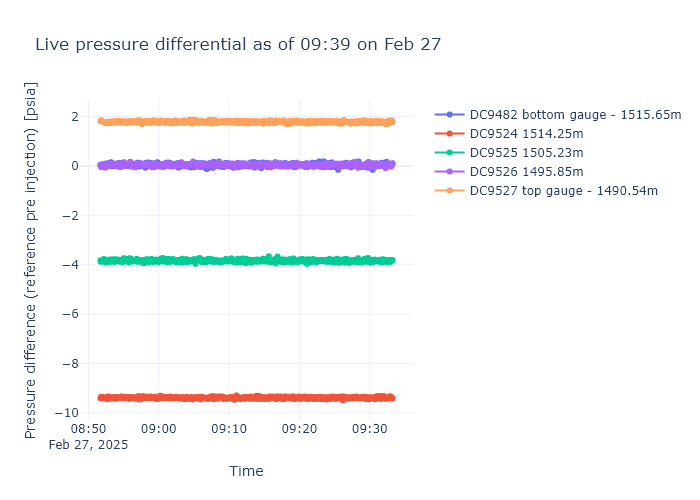 Live pressure differential as of 09:39 on Feb 27
Pressure difference (reference pre injection) [psia]
2
0
−2
−4
−6
−8
−10
08:50
Feb 27, 2025
09:00
09:10
09:20
09:30
Time
DC9482 bottom gauge - 1515.65m
DC9524 1514.25m
DC9525 1505.23m
DC9526 1495.85m
DC9527 top gauge - 1490.54m